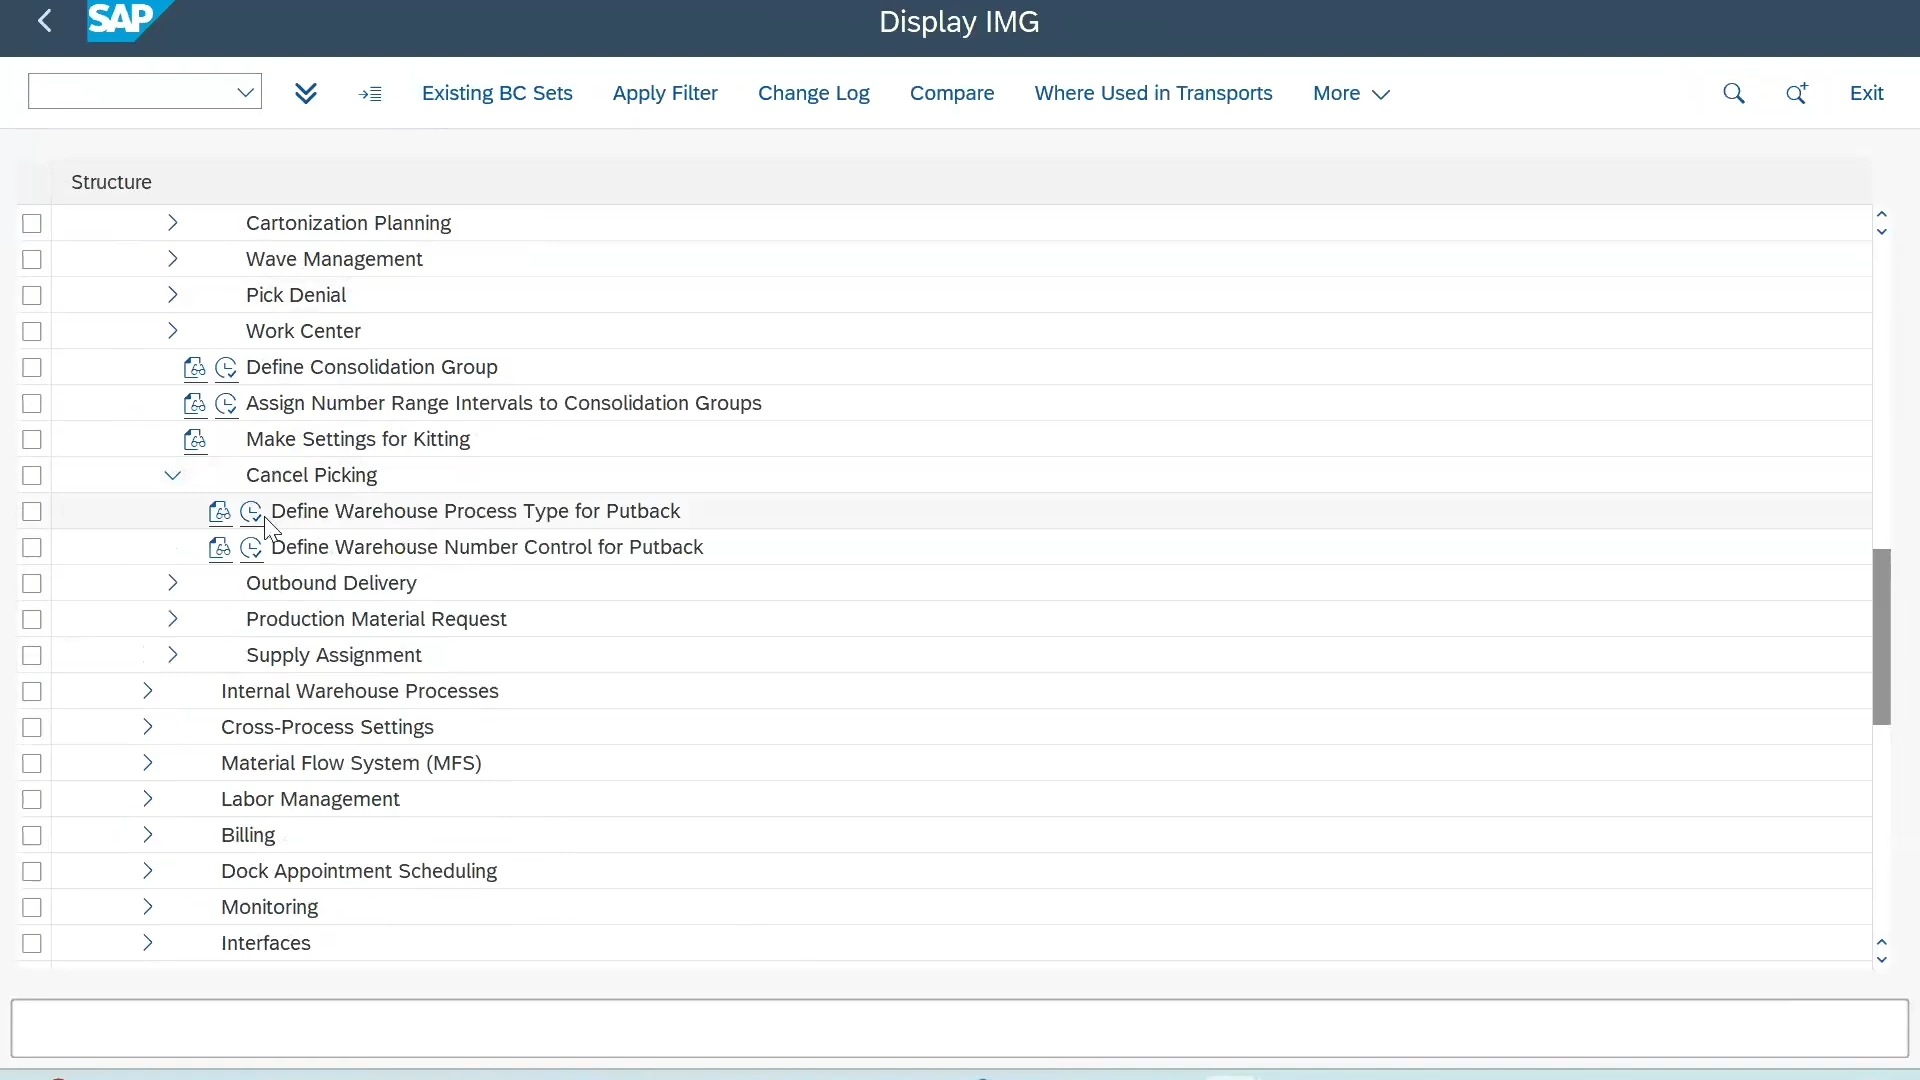 SAP
Display IMG
Existing BC Sets Apply Filter Change Log Compare Where Used in Transports More Exit
Structure
Cartonization Planning
Wave Management
Pick Denial
Work Center
Define Consolidation Group
Assign Number Range Intervals to Consolidation Groups
Make Settings for Kitting
Cancel Picking
Define Warehouse Process Type for Putback
Define Warehouse Number Control for Putback
Outbound Delivery
Production Material Request
Supply Assignment
Internal Warehouse Processes
Cross-Process Settings
Material Flow System (MFS)
Labor Management
Billing
Dock Appointment Scheduling
Monitoring
Interfaces